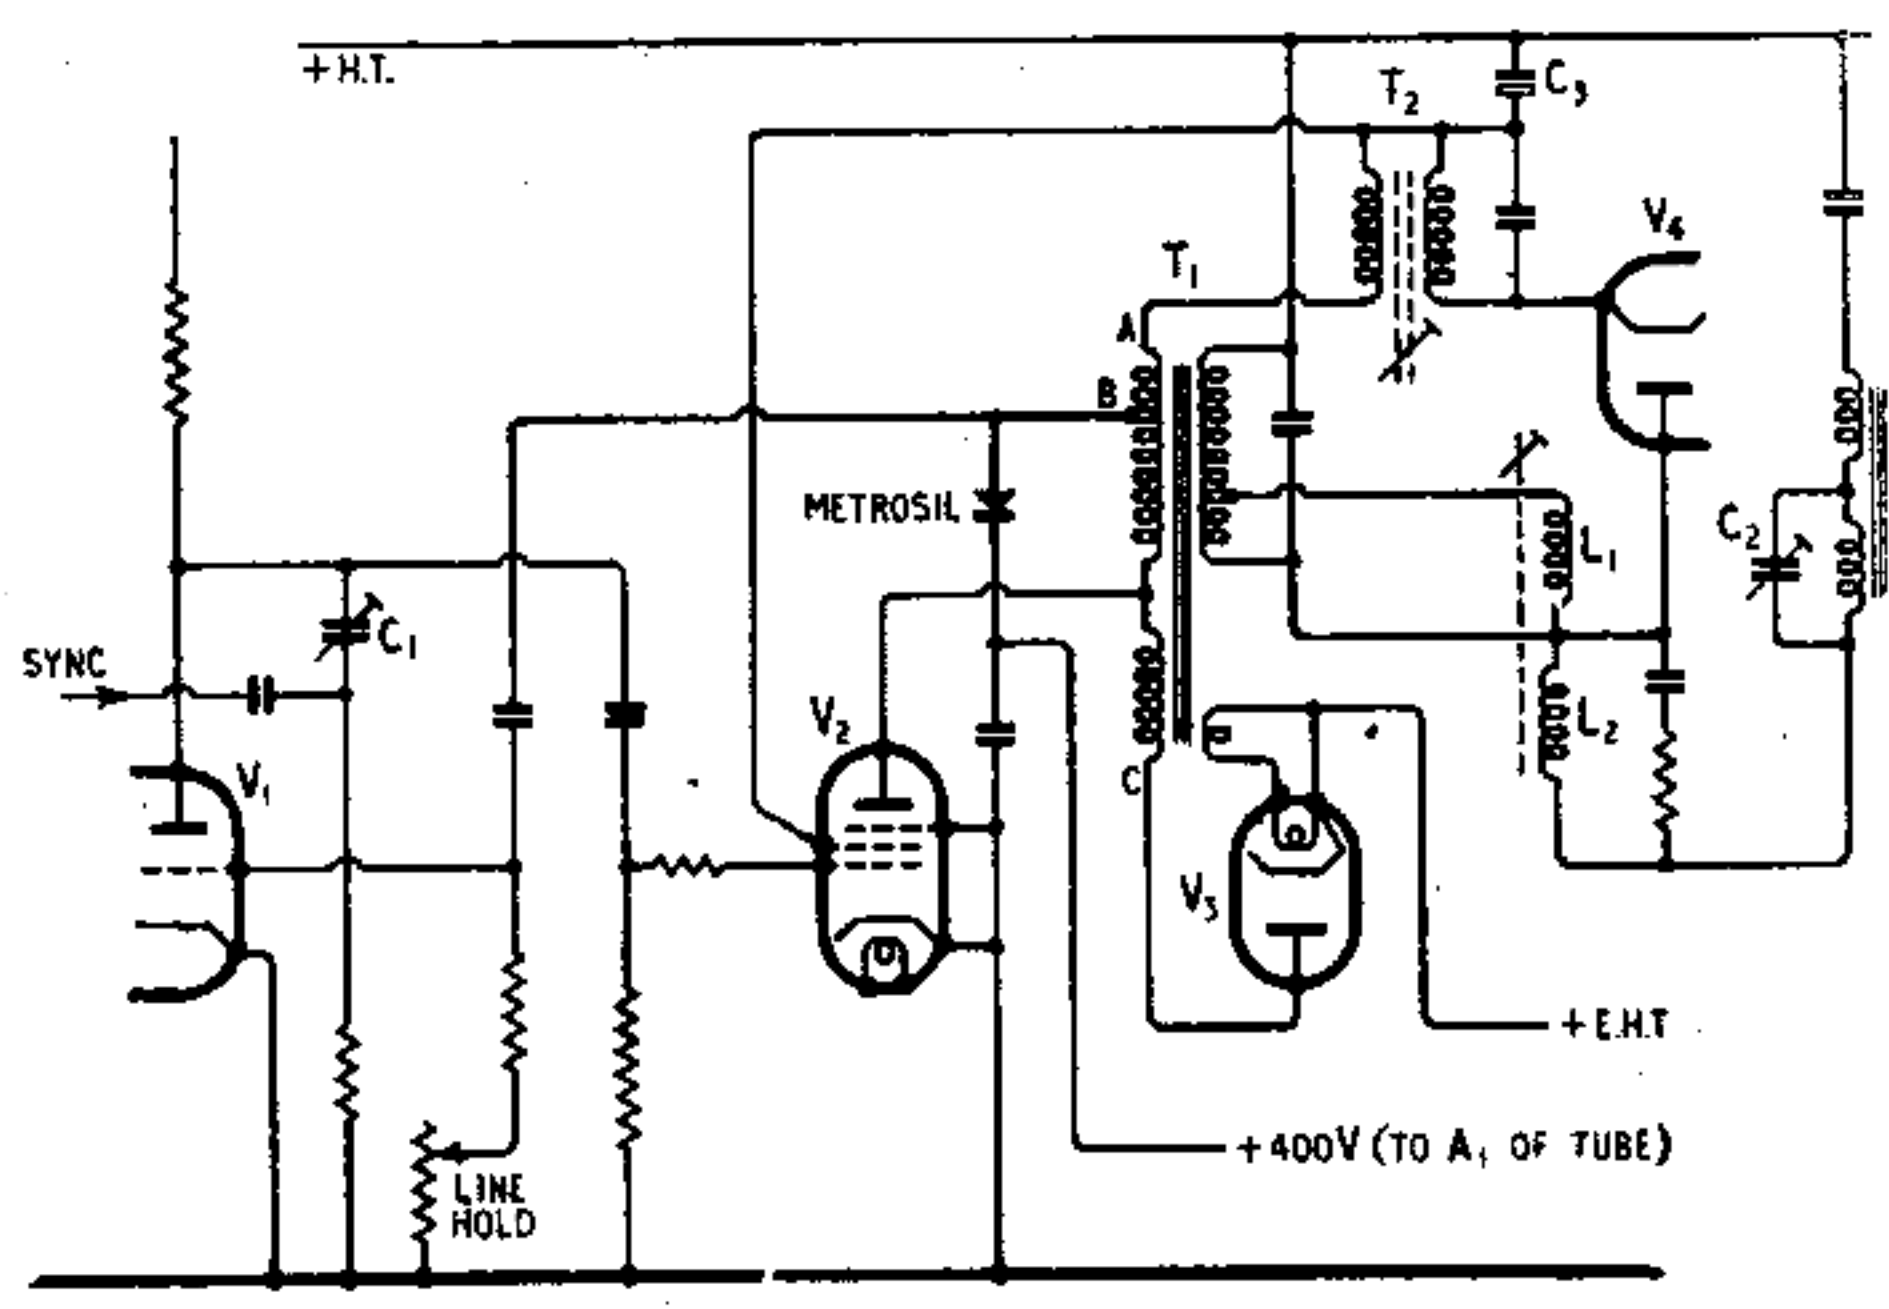 + H.T.
T2
C3
V4
T1
A
B
METROSIL
L1
C2
C1
SYNC
V2
L2
V1
C
V3
+ E.H.T
+ 400V (TO A1 OF TUBE)
LINE
HOLD